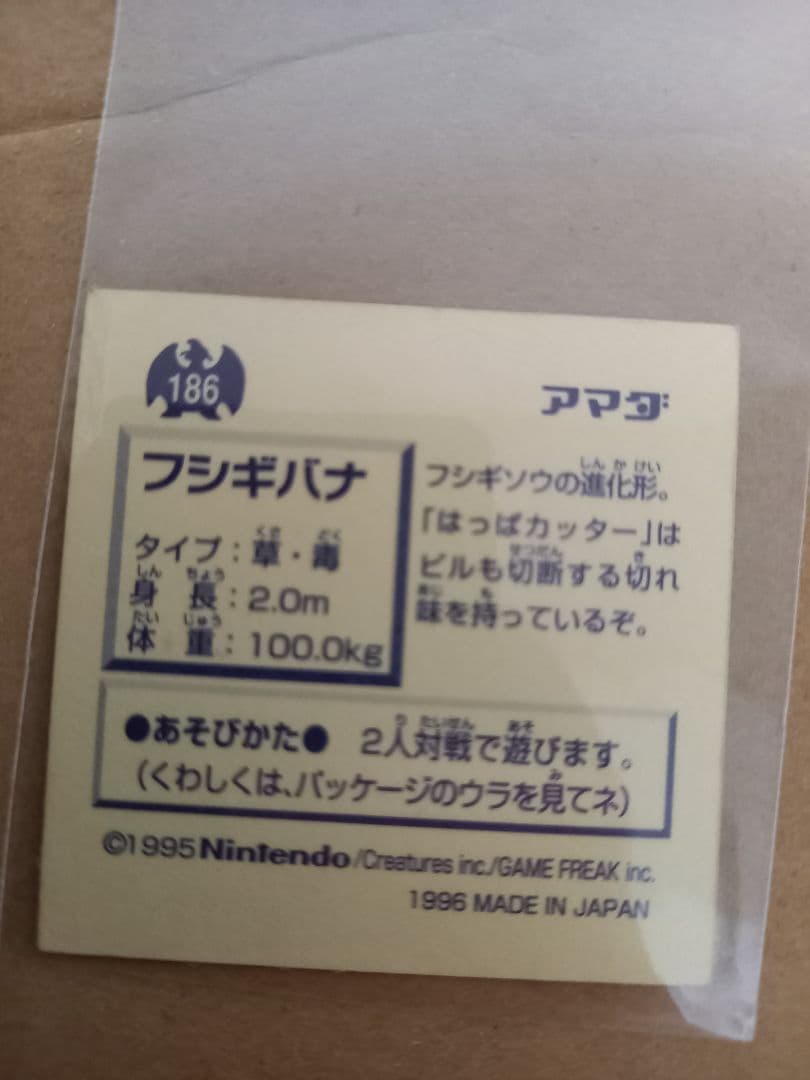 186
アマダ
フシギバナ
タイプ：草・毒
身長：2.0m
体重：100.0kg
フシギソウの進化形。
「はっぱカッター」は
ビルも切断する切れ
味を持っているぞ。
●あそびかた● 2人対戦で遊びます。
(くわしくは、パッケージのウラを見てネ)
©1995 Nintendo/Creatures inc./GAME FREAK inc.
1996 MADE IN JAPAN